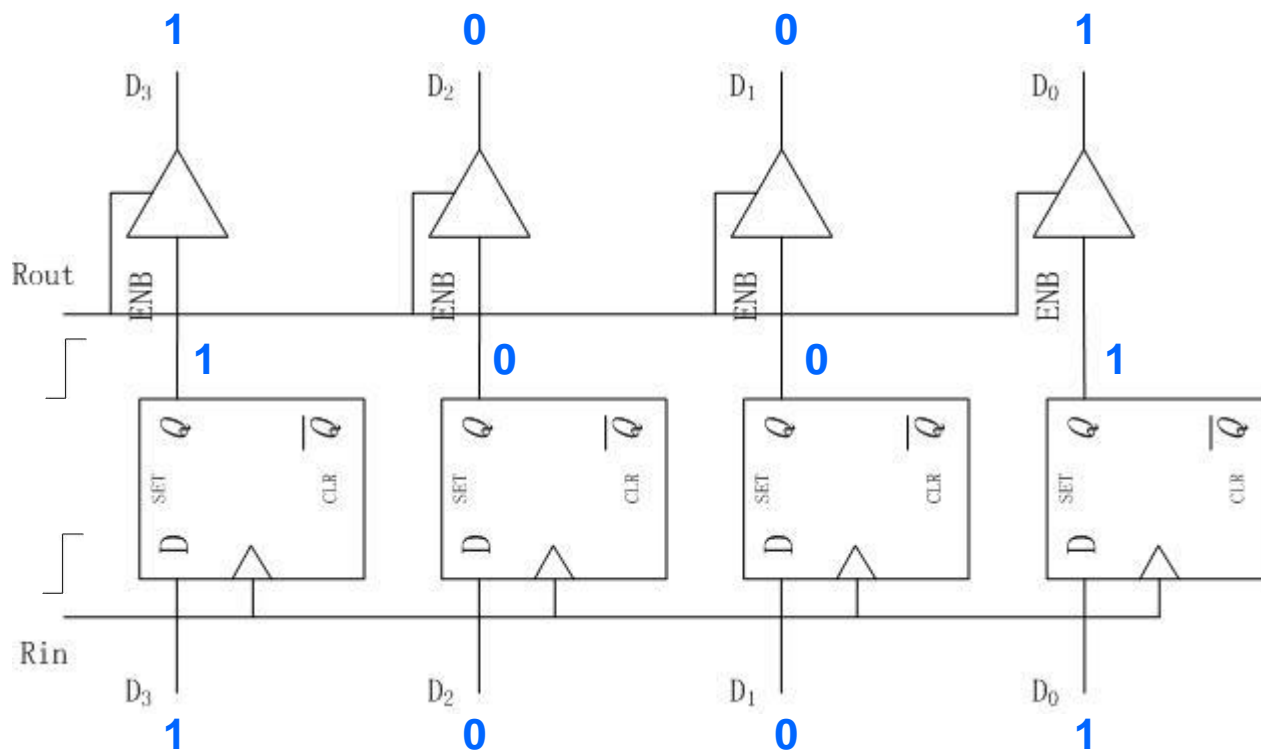 1 0 0 1
D₃ D₂ D₁ D₀
Rout
ENB ENB ENB ENB
1 0 0 1
Q Q̅ Q Q̅ Q Q̅ Q Q̅
SET CLR SET CLR SET CLR SET CLR
D D D D
Rin
D₃ D₂ D₁ D₀
1 0 0 1